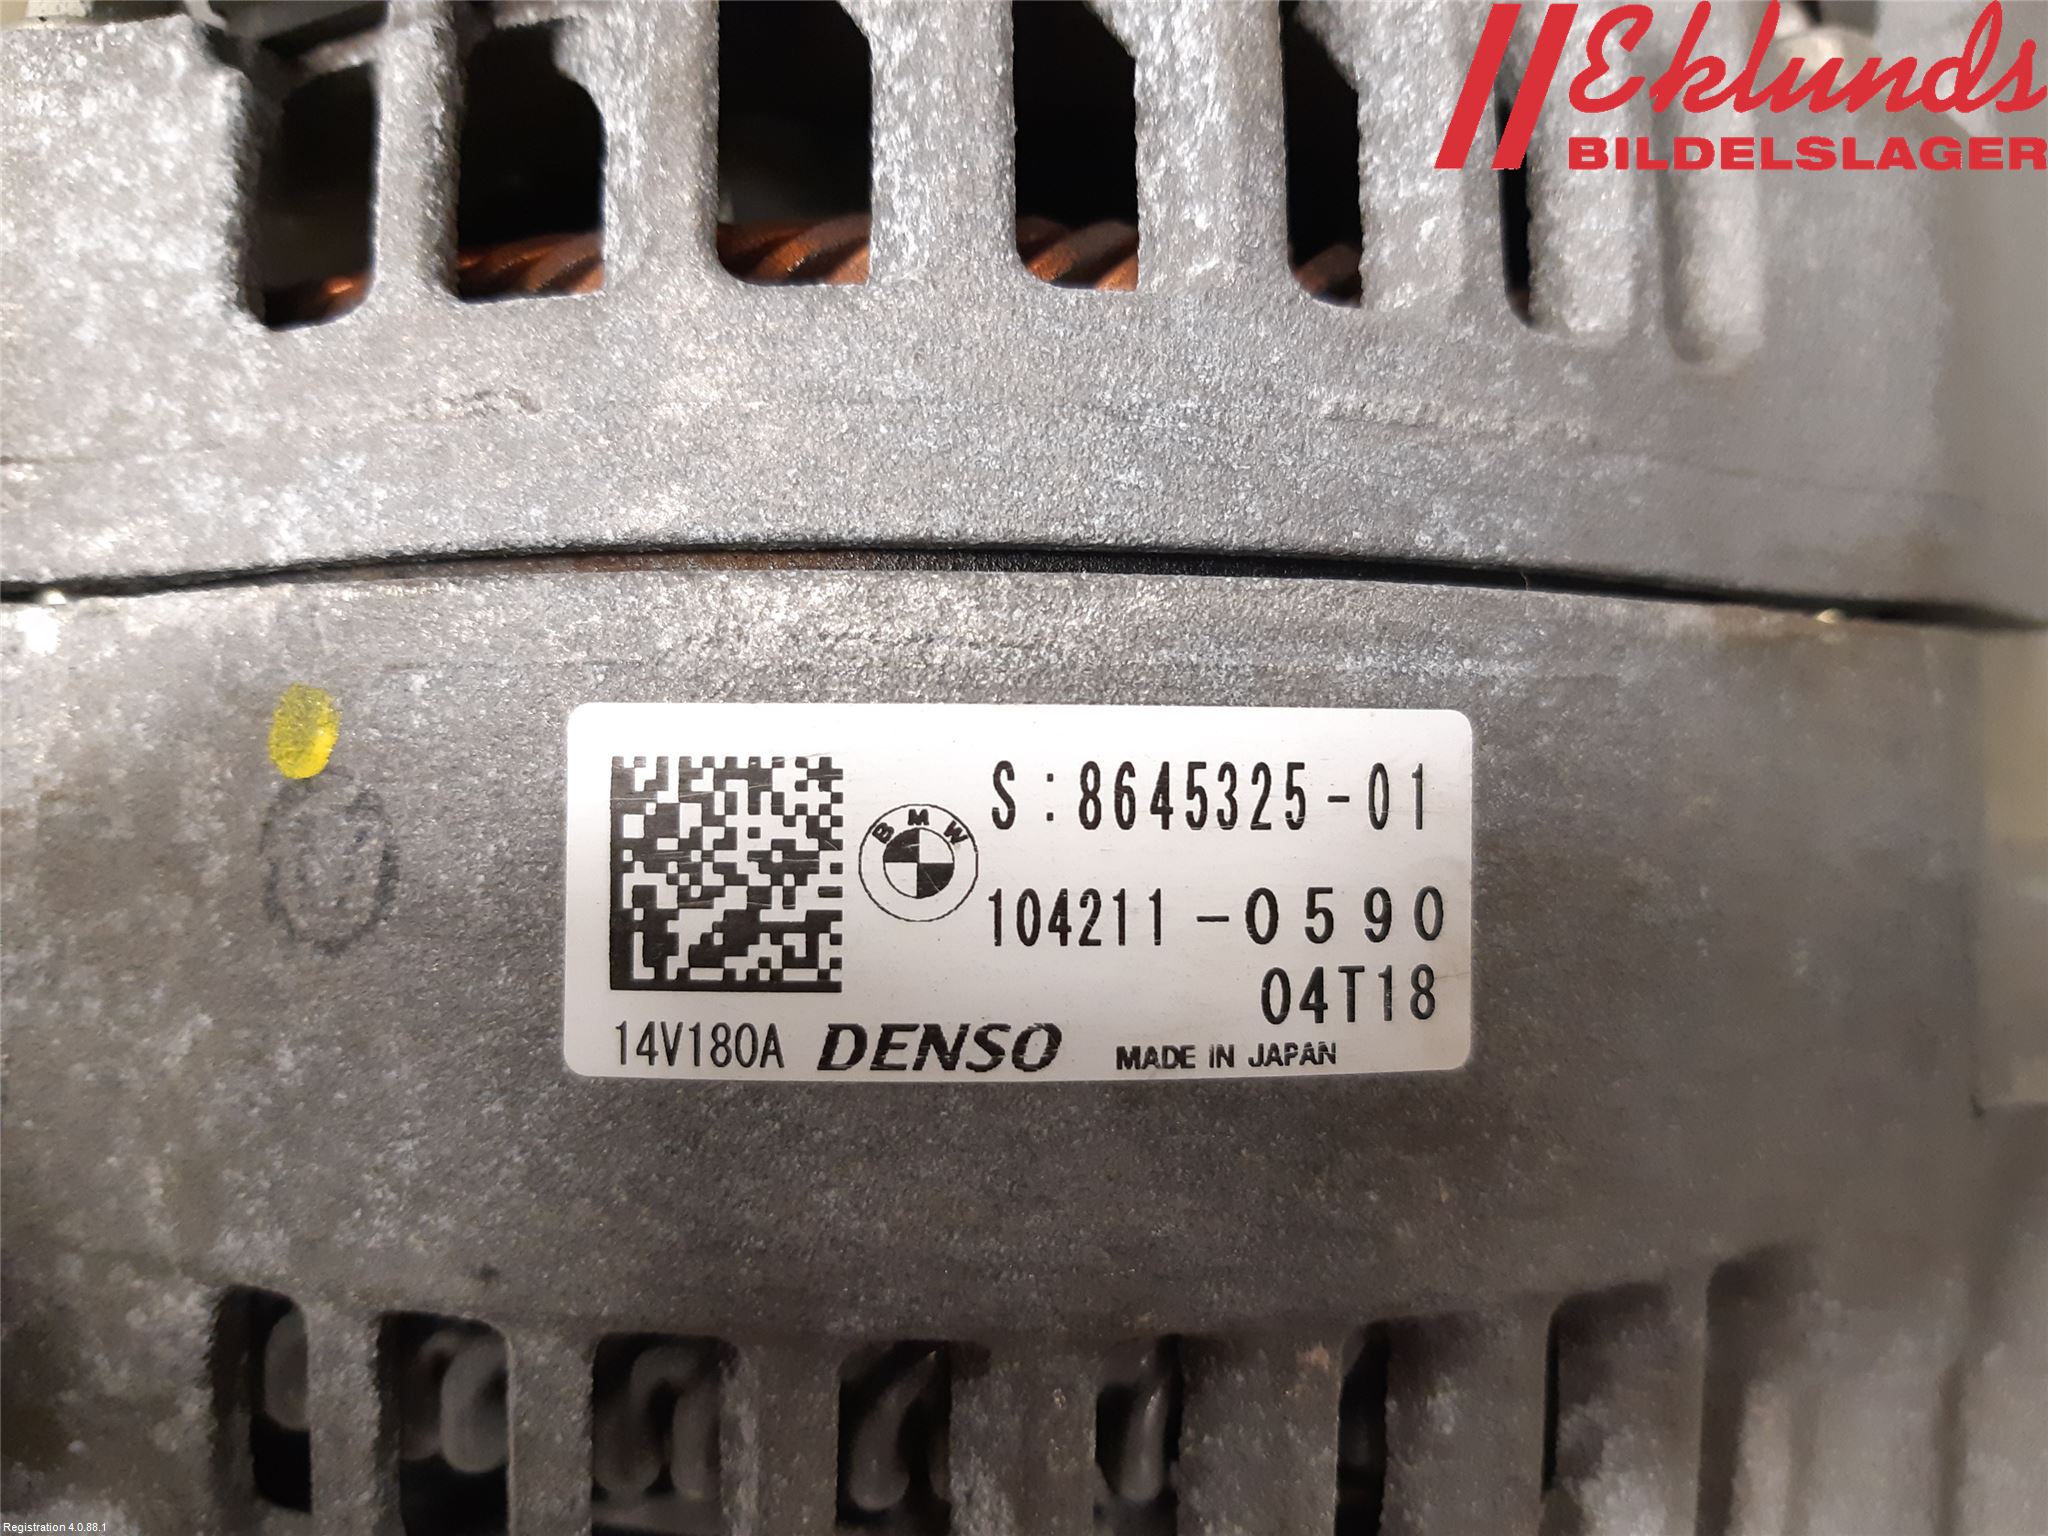 Eklunds
BILDELSLAGER
BMW
S:8645325-01
104211-0590
04T18
14V180A DENSO MADE IN JAPAN
Registration 4.0.88.1